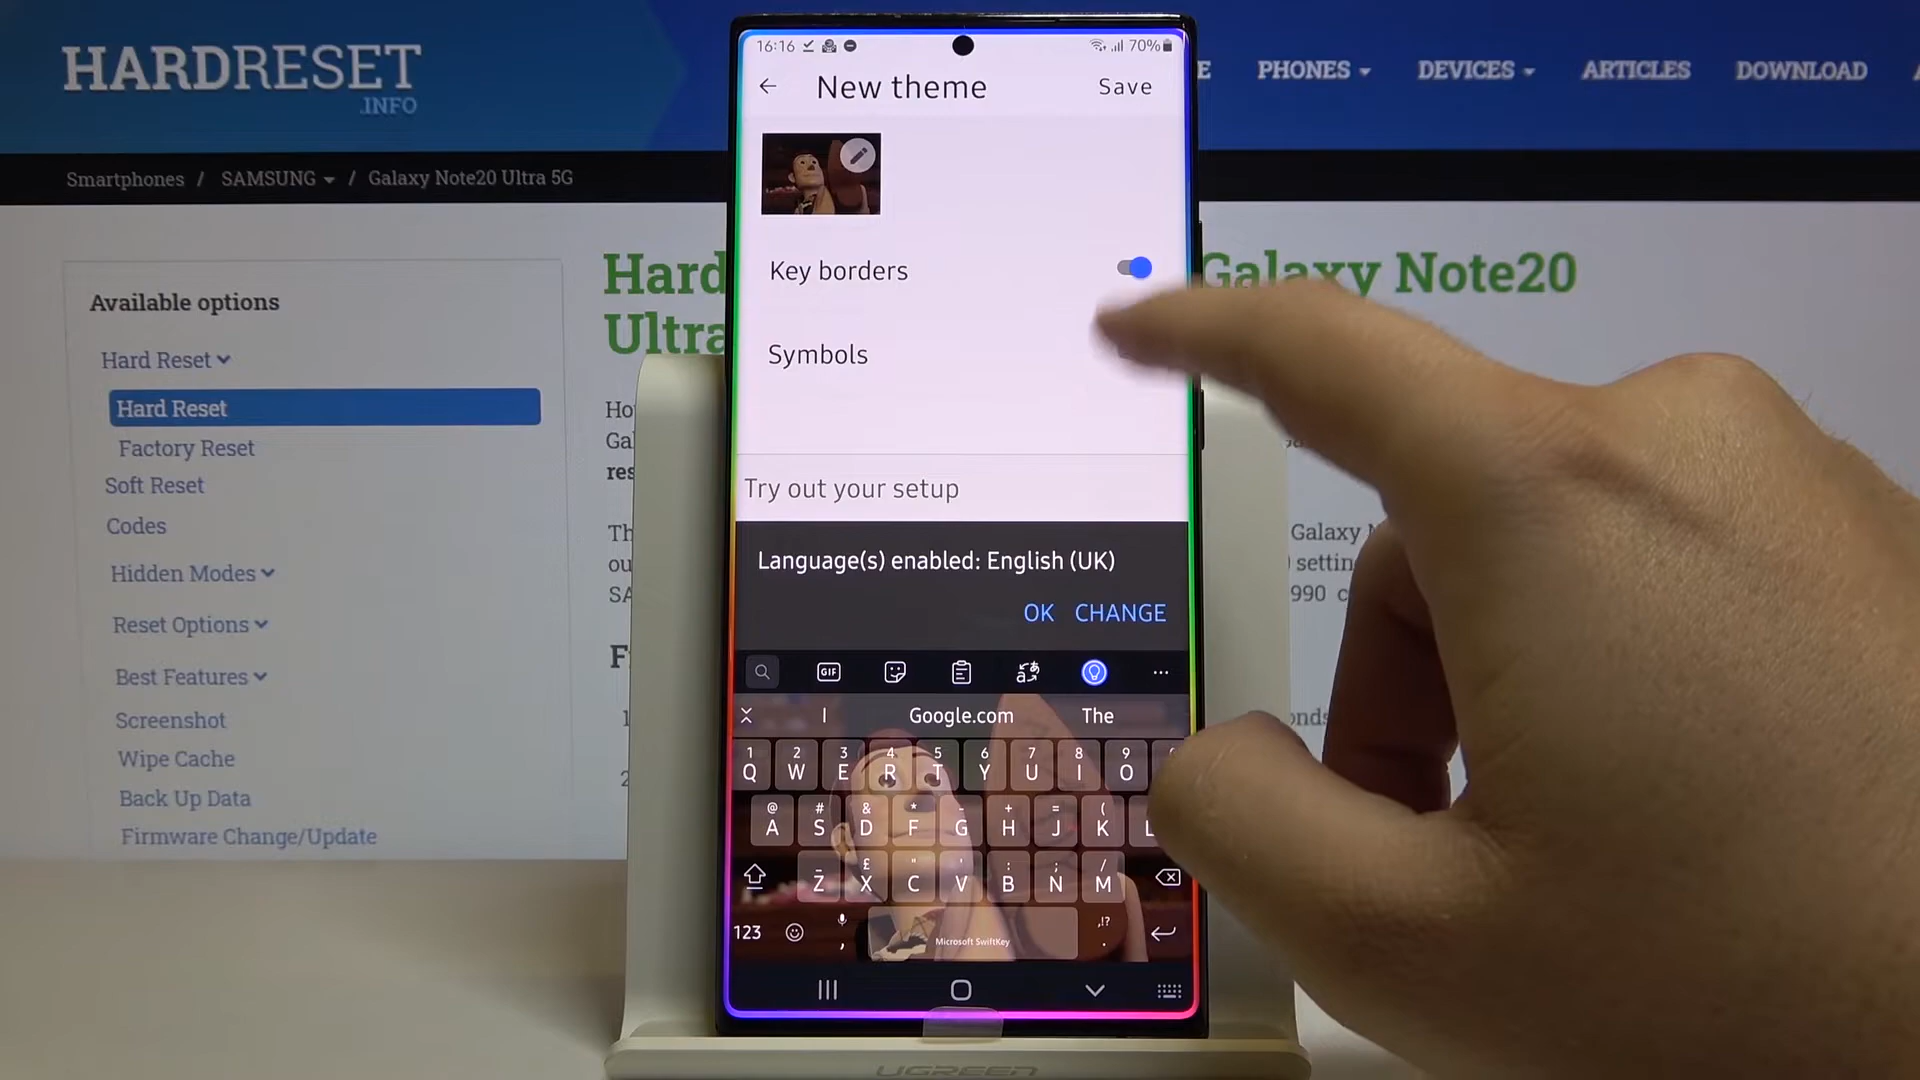 HARDRESET
.INFO
PHONES
DEVICES
ARTICLES
DOWNLOAD
Smartphones / SAMSUNG / Galaxy Note20 Ultra 5G
Available options
Hard Reset
Hard Reset
Factory Reset
Soft Reset
Codes
Hidden Modes
Reset Options
Best Features
Screenshot
Wipe Cache
Back Up Data
Firmware Change/Update
Galaxy Note20
16:16
70%
New theme
Save
Key borders
Symbols
Try out your setup
Language(s) enabled: English (UK)
OK CHANGE
GIF
I Google.com The
1 2 3 4 5 6 7 8 9
Q W E R T Y U I O
@ # & * - + = (
A S D F G H J K L
_ £ " ' : ; /
Z X C V B N M
123 , Microsoft SwiftKey ,!? .
UGREEN